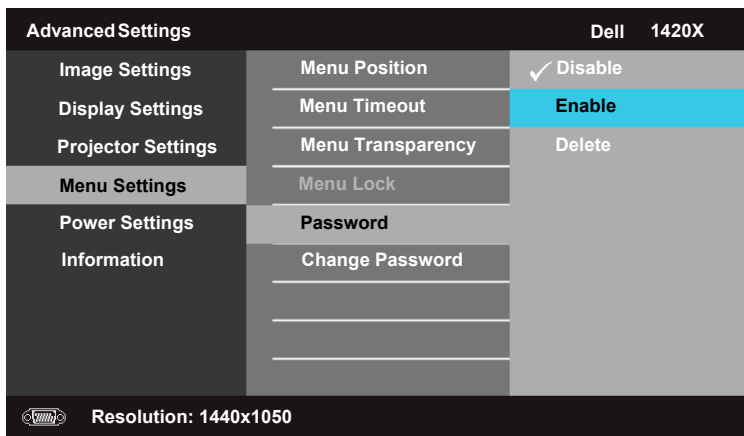 Advanced Settings
Dell 1420X
Image Settings
Display Settings
Projector Settings
Menu Settings
Power Settings
Information
Menu Position
Menu Timeout
Menu Transparency
Menu Lock
Password
Change Password
Disable
Enable
Delete
Resolution: 1440x1050